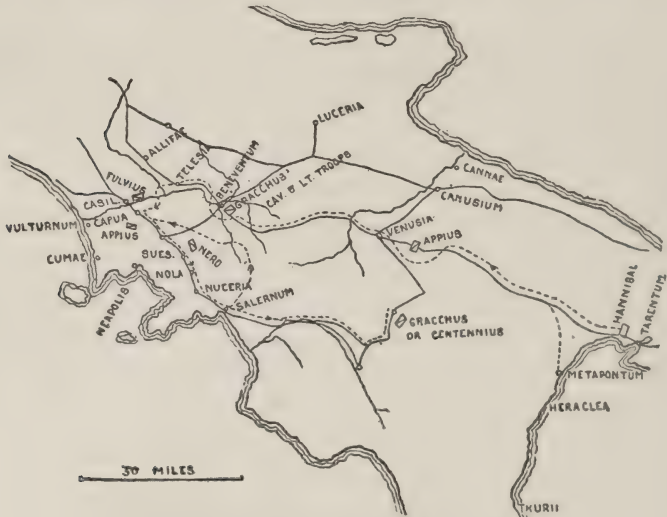 LUCERIA
ALLIFAE
TELESIA
BENEVENTUM
GRACCHUS'
CAV. & LT. TROOPS
CANNAE
CANUSIUM
FULVIUS
CASIL.
VULTURNUM
CAPUA
APPIUS
CUMAE
SUES.
NOLA
NERO
NEAPOLIS
NUCERIA
SALERNUM
VENUSIA
APPIUS
GRACCHUS
OR CENTENNIUS
HANNIBAL
TARENTUM
METAPONTUM
HERACLEA
THURII
30 MILES